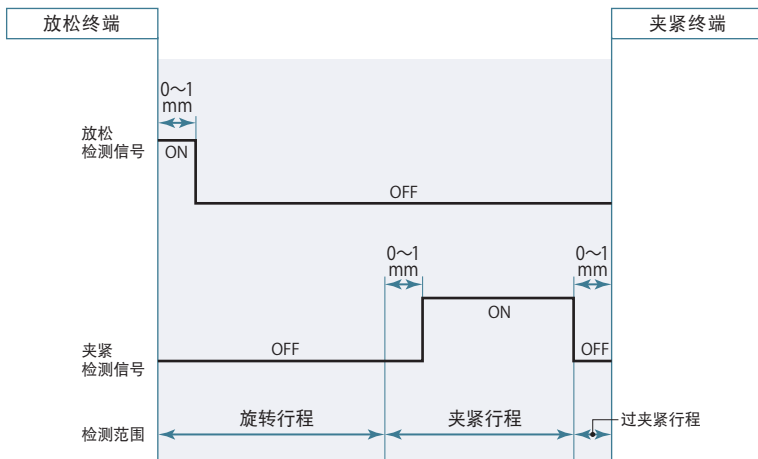 放松终端
夹紧终端
0～1
mm
放松
检测信号
ON
OFF
0～1
mm
0～1
mm
ON
夹紧
检测信号
OFF
OFF
检测范围
旋转行程
夹紧行程
过夹紧行程